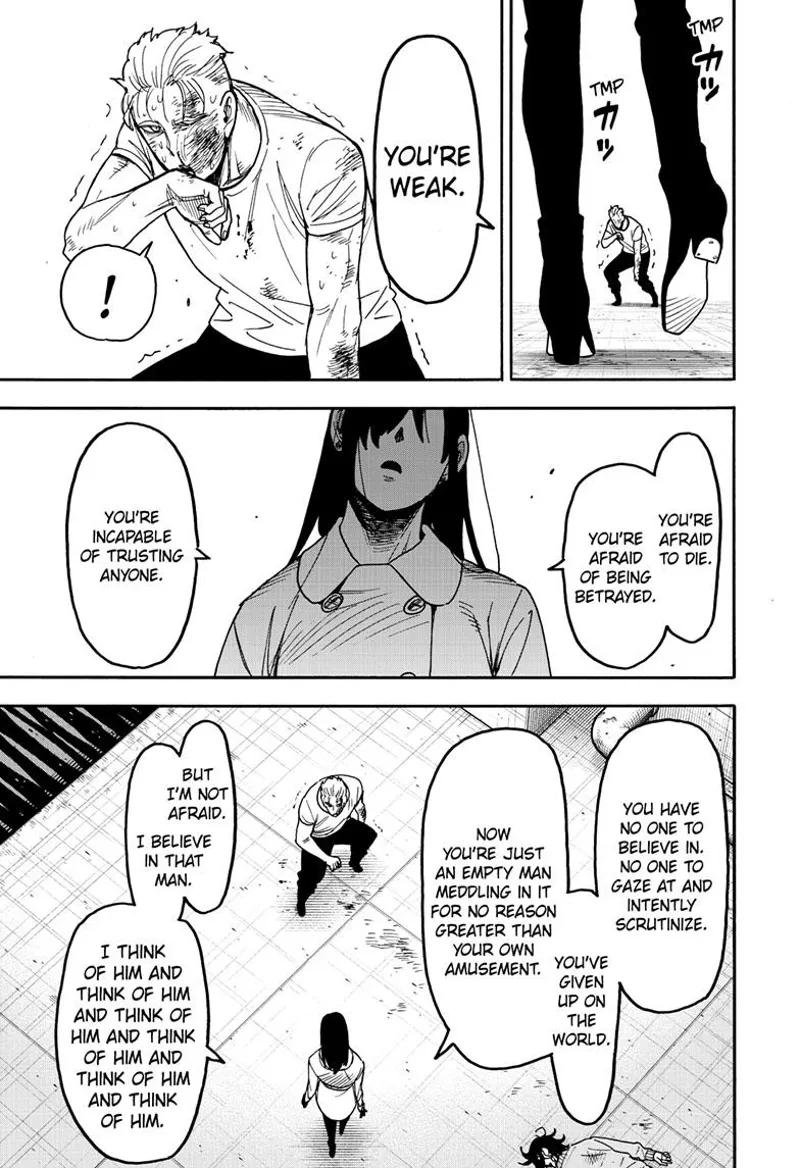 TMP
カッ
TMP
カッ
YOU'RE
WEAK.
!
YOU'RE
AFRAID
TO DIE.
YOU'RE
AFRAID
OF BEING
BETRAYED.
YOU'RE
INCAPABLE
OF TRUSTING
ANYONE.
YOU HAVE
NO ONE TO
BELIEVE IN.
NO ONE TO
GAZE AT AND
INTENTLY
SCRUTINIZE.
YOU'VE
GIVEN
UP ON
THE
WORLD.
NOW
YOU'RE JUST
AN EMPTY MAN
MEDDLING IN IT
FOR NO REASON
GREATER THAN
YOUR OWN
AMUSEMENT.
BUT
I'M NOT
AFRAID.
I BELIEVE
IN THAT
MAN.
I THINK
OF HIM AND
THINK OF HIM
AND THINK OF
HIM AND THINK
OF HIM AND
THINK OF HIM
AND THINK
OF HIM.